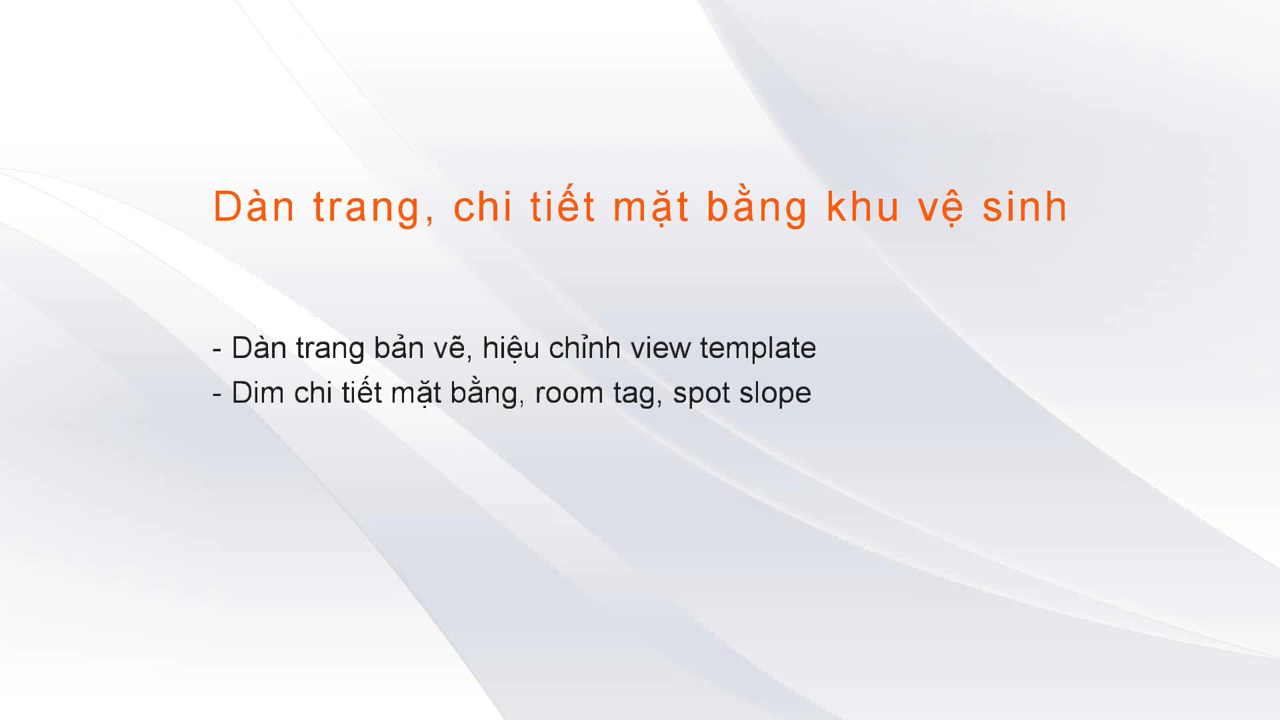 Dàn trang, chi tiết mặt bằng khu vệ sinh
- Dàn trang bản vẽ, hiệu chỉnh view template
- Dim chi tiết mặt bằng, room tag, spot slope